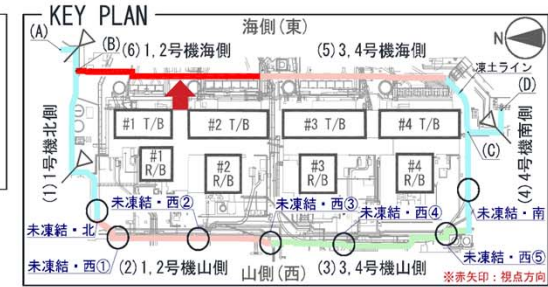 KEY PLAN
海側(東)
(A)
(B)
(6) 1,2号機海側
(5) 3,4号機海側
N
凍土ライン
(D)
(1) 1号機北側
#1 T/B
#2 T/B
#3 T/B
#4 T/B
(C)
(4) 4号機南側
#1
R/B
#2
R/B
#3
R/B
#4
R/B
未凍結・西②
未凍結・西③
未凍結・西④
未凍結・南
未凍結・北
未凍結・西①
(2) 1,2号機山側
(3) 3,4号機山側
未凍結・西⑤
山側(西)
※赤矢印：視点方向